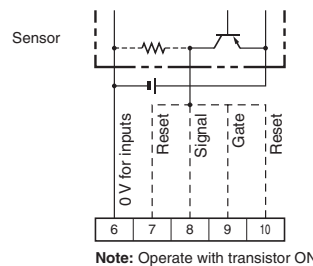 Sensor
0 V for inputs
Reset
Signal
Gate
Reset
6 7 8 9 10
Note: Operate with transistor ON